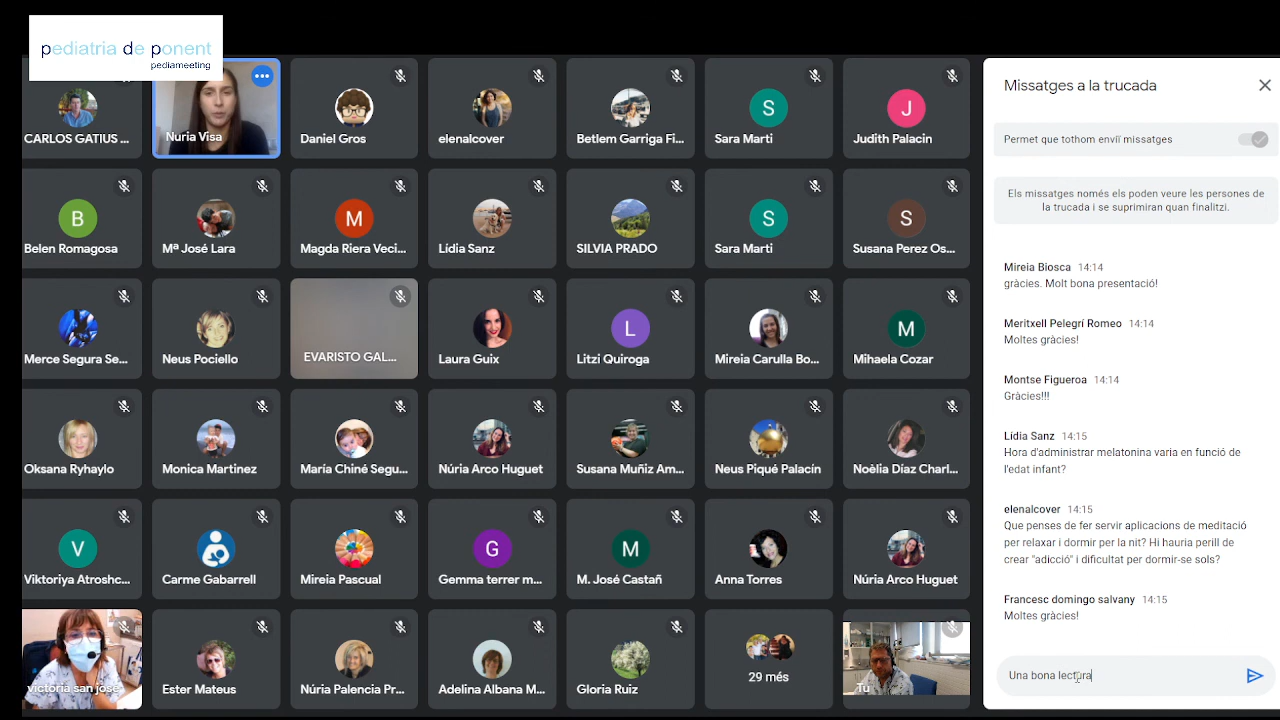 pediatria de ponent
pediameeting
CARLOS GATIUS ...
Nuria Visa
Daniel Gros
elenalcover
Betlem Garriga Fi...
S
Sara Marti
J
Judith Palacin
B
Belen Romagosa
Mª José Lara
M
Magda Riera Veci...
Lídia Sanz
SILVIA PRADO
S
Sara Marti
S
Susana Perez Os...
Merce Segura Se...
Neus Pociello
EVARISTO GAL...
Laura Guix
L
Litzi Quiroga
Mireia Carulla Bo...
M
Mihaela Cozar
Oksana Ryhaylo
Monica Martinez
María Chiné Segu...
Núria Arco Huguet
Susana Muñiz Am...
Neus Piqué Palacín
Noèlia Díaz Charl...
V
Viktoriya Atroshc...
Carme Gabarrell
Mireia Pascual
G
Gemma terrer m...
M
M. José Castañ
Anna Torres
Núria Arco Huguet
victoria san josé
Ester Mateus
Núria Palencia Pr...
Adelina Albana M...
Gloria Ruiz
29 més
Tu
Missatges a la trucada
Permet que tothom enviï missatges
Els missatges només els poden veure les persones de
la trucada i se suprimiran quan finalitzi.
Mireia Biosca 14:14
gràcies. Molt bona presentació!
Meritxell Pelegrí Romeo 14:14
Moltes gràcies!
Montse Figueroa 14:14
Gràcies!!!
Lídia Sanz 14:15
Hora d'administrar melatonina varia en funció de
l'edat infant?
elenalcover 14:15
Que penses de fer servir aplicacions de meditació
per relaxar i dormir per la nit? Hi hauria perill de
crear "adicció" i dificultat per dormir-se sols?
Francesc domingo salvany 14:15
Moltes gràcies!
Una bona lectura